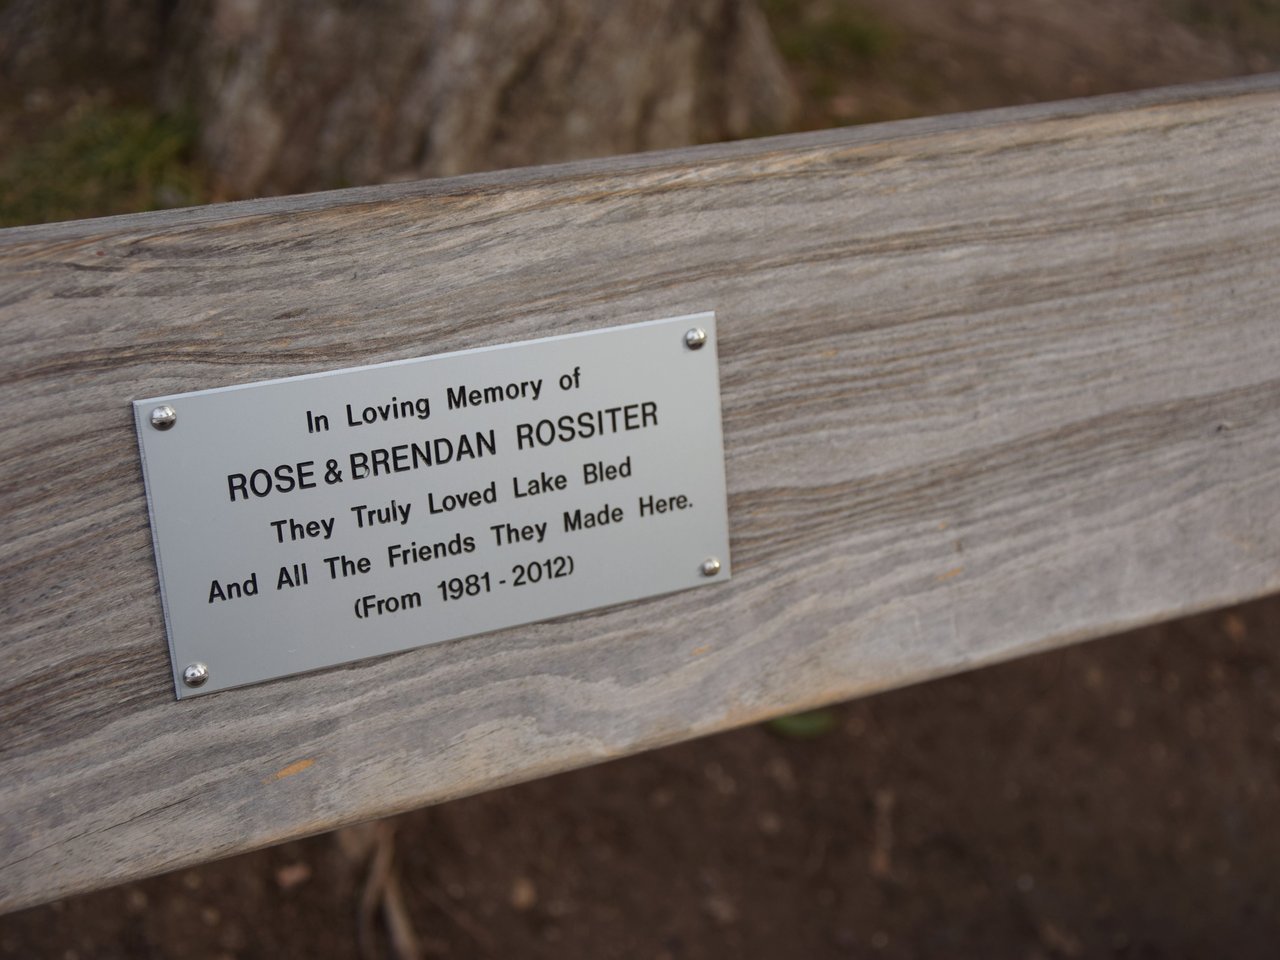 In Loving Memory of
ROSE & BRENDAN ROSSITER
They Truly Loved Lake Bled
And All The Friends They Made Here.
(From 1981 - 2012)